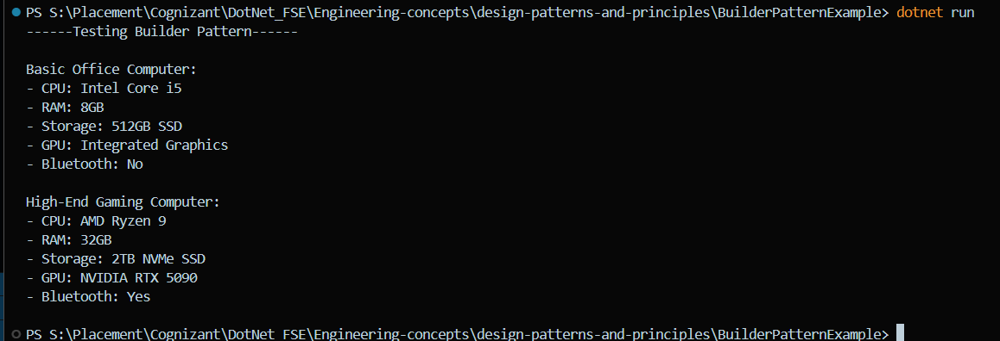 PS S:\Placement\Cognizant\DotNet_FSE\Engineering-concepts\design-patterns-and-principles\BuilderPatternExample> dotnet run
------Testing Builder Pattern------
Basic Office Computer:
- CPU: Intel Core i5
- RAM: 8GB
- Storage: 512GB SSD
- GPU: Integrated Graphics
- Bluetooth: No
High-End Gaming Computer:
- CPU: AMD Ryzen 9
- RAM: 32GB
- Storage: 2TB NVMe SSD
- GPU: NVIDIA RTX 5090
- Bluetooth: Yes
PS S:\Placement\Cognizant\DotNet_FSE\Engineering-concepts\design-patterns-and-principles\BuilderPatternExample>